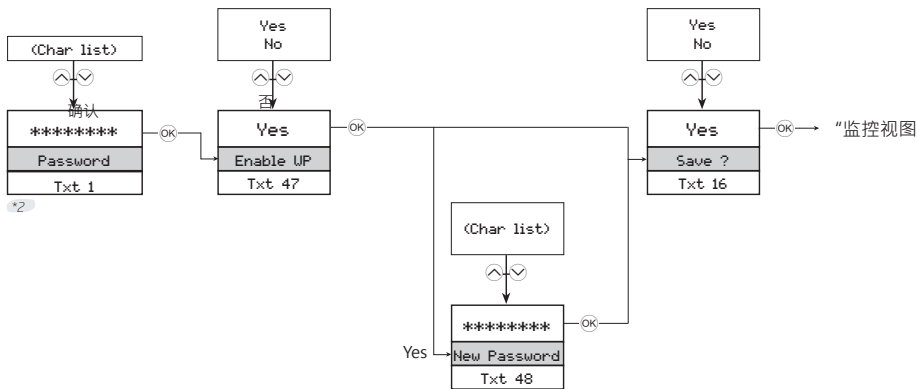 (Char list)
确认
********
OK
Password
Txt 1
*2
Yes
No
否
Yes
OK
Enable WP
Txt 47
(Char list)
********
OK
Yes
New Password
Txt 48
Yes
No
Yes
OK
Save ?
Txt 16
“监控视图